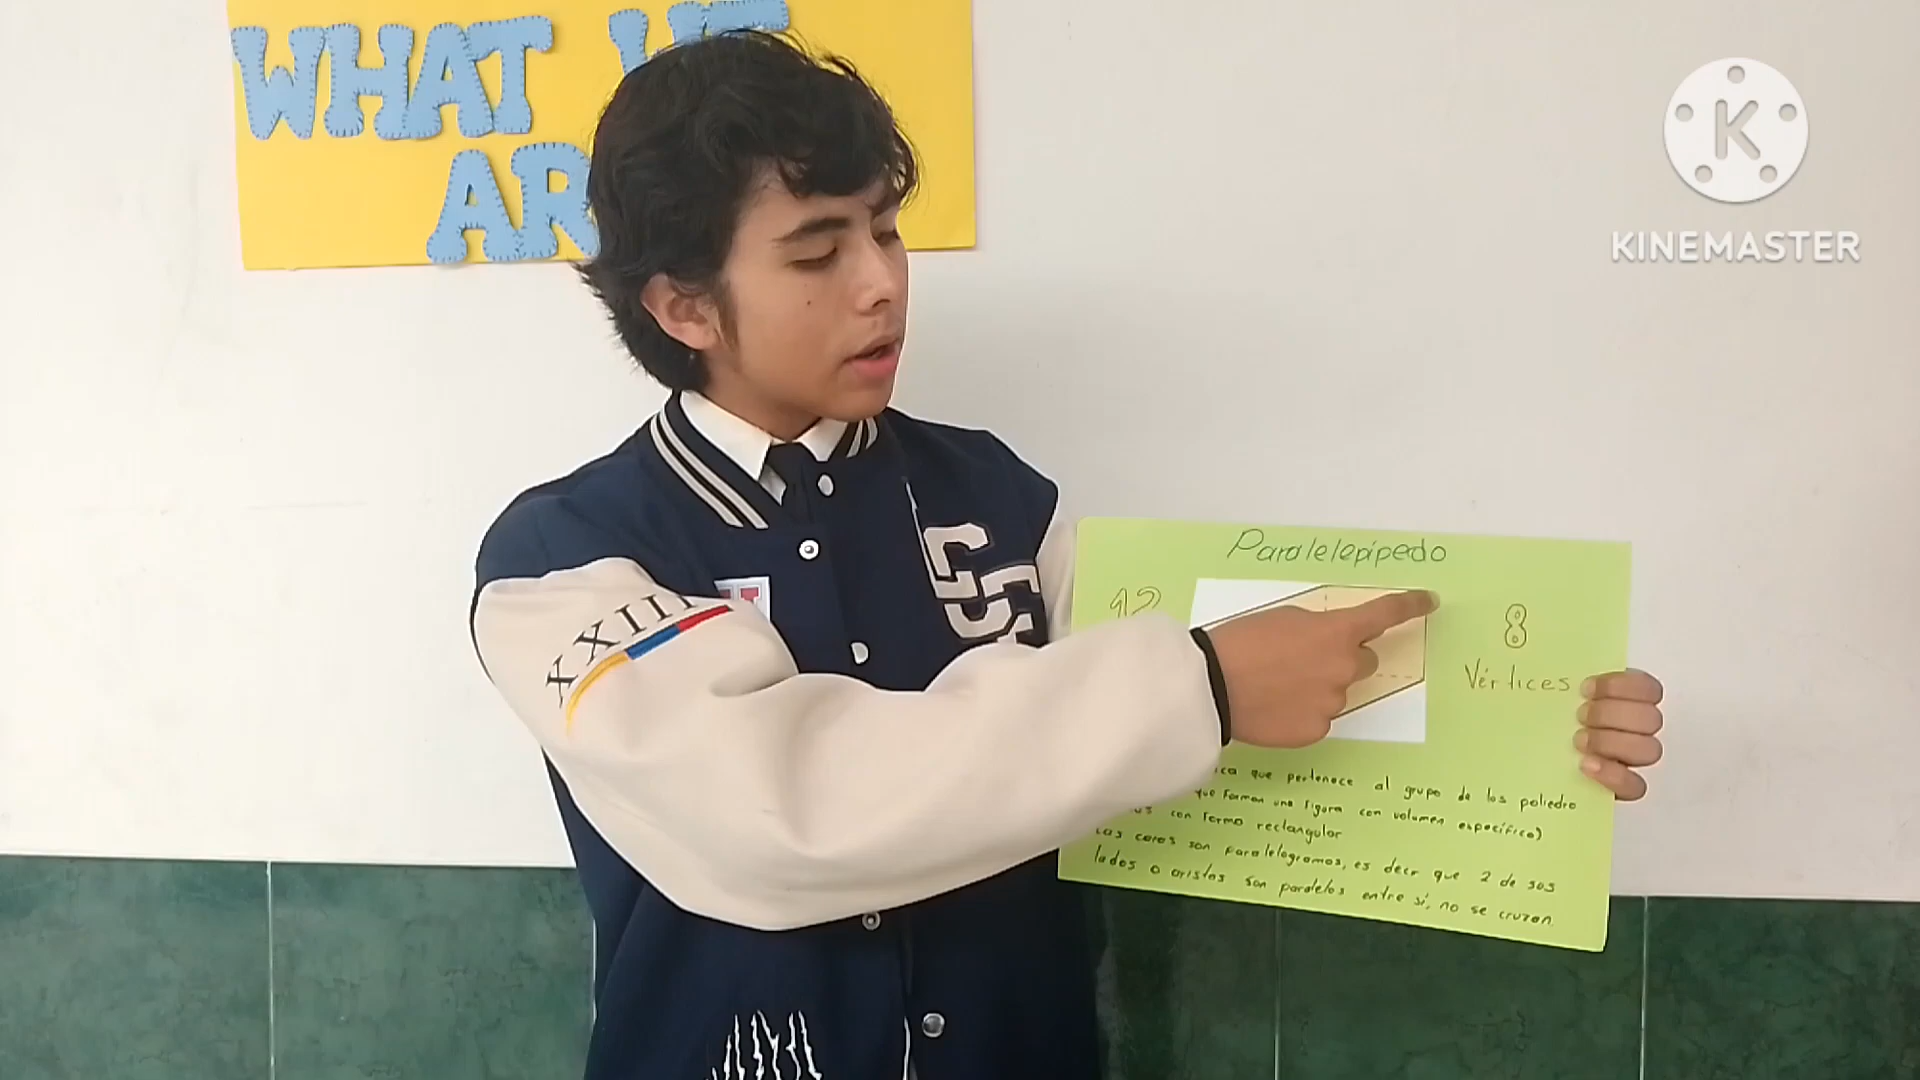 WHAT
AR
KINEMASTER
XXIII
Paralelepípedo
12
8
Vértices
que pertenece al grupo de los poliedro
que forman una figura con volumen específico)
con forma rectangular
Las caras son paralelogramos, es decir que 2 de sus
lados o aristas son paralelos entre sí, no se cruzan